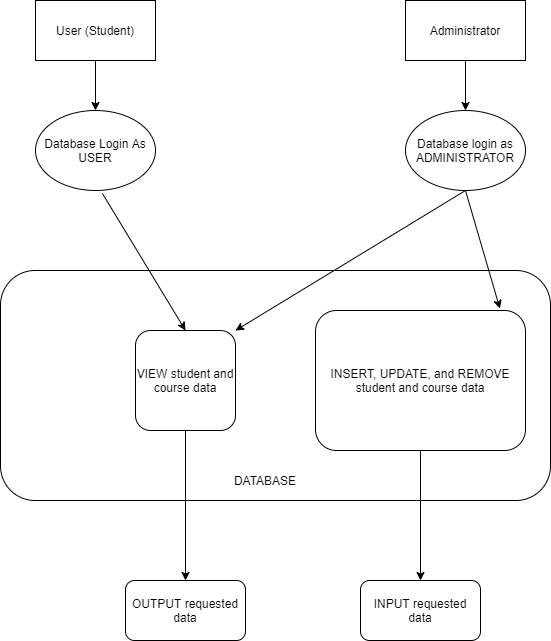 User (Student)
Administrator
Database Login As
USER
Database login as
ADMINISTRATOR
VIEW student and
course data
INSERT, UPDATE, and REMOVE
student and course data
DATABASE
OUTPUT requested
data
INPUT requested
data